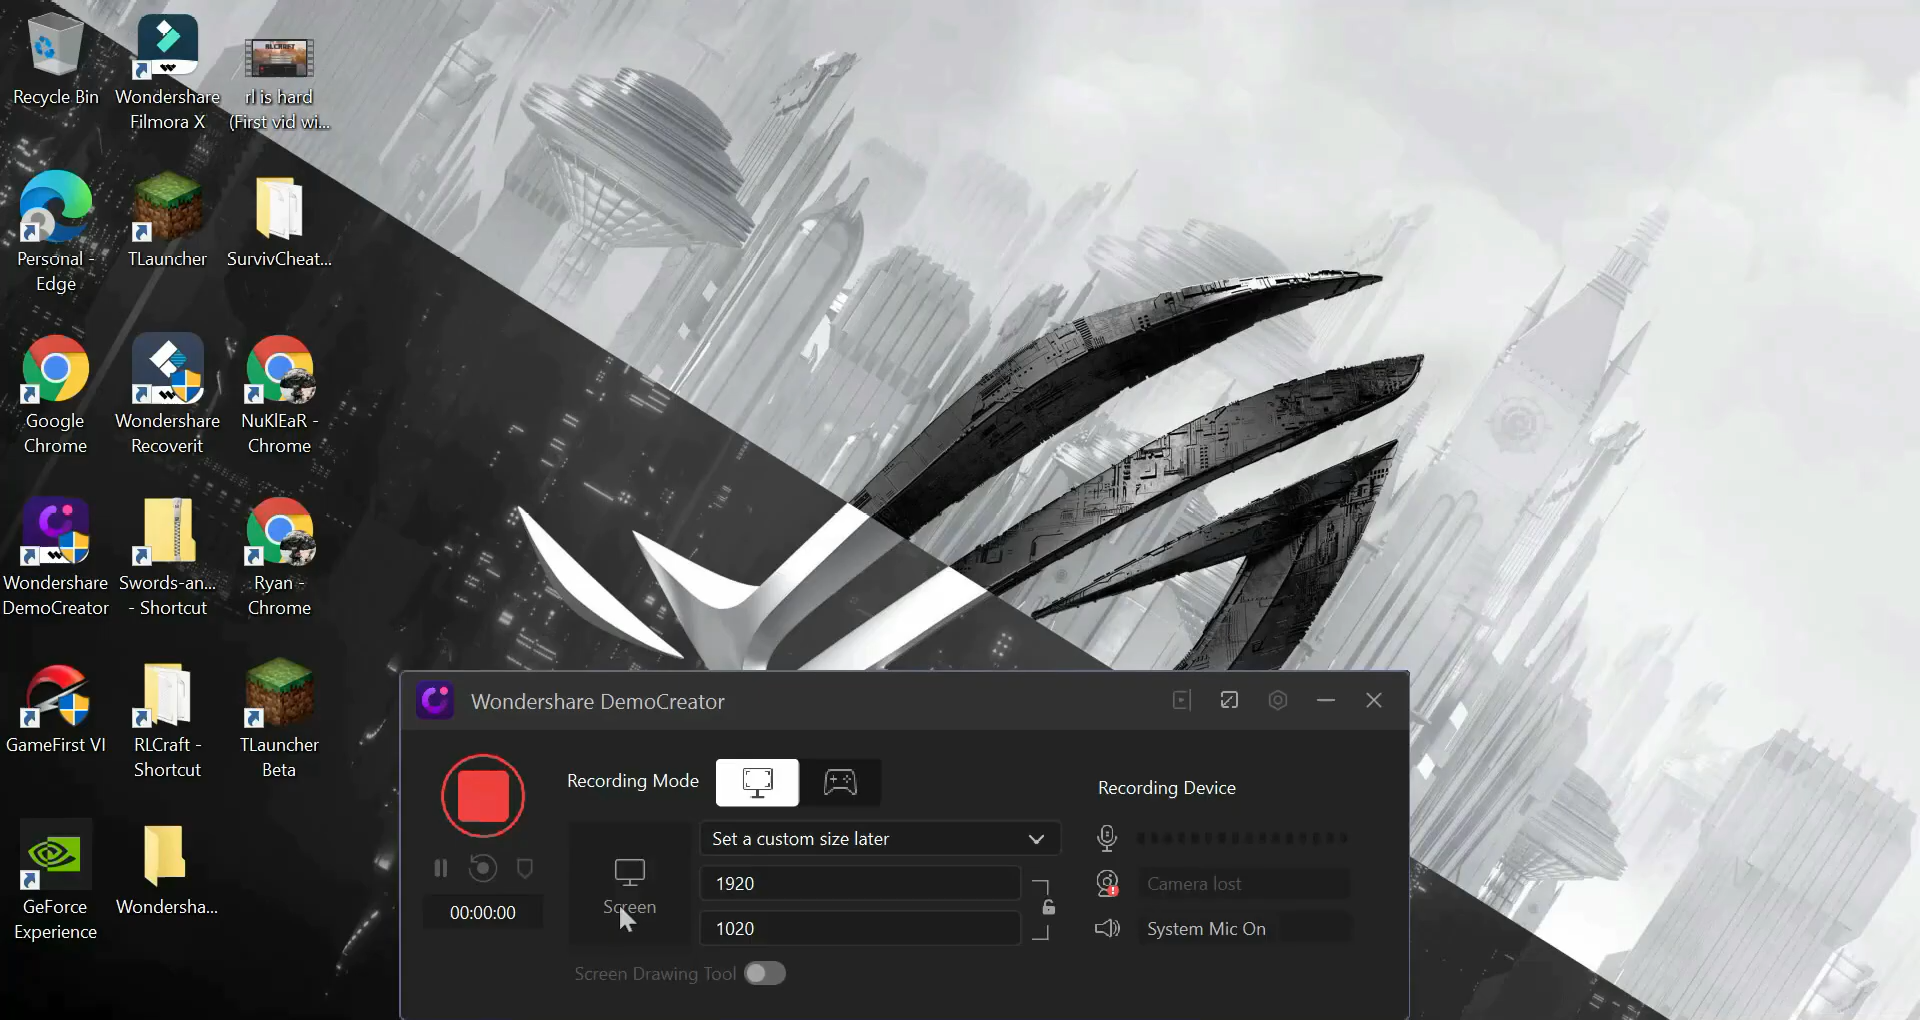 Recycle Bin
Wondershare
Filmora X
rl is hard
(First vid wi...
Personal -
Edge
TLauncher
SurvivCheat...
Google
Chrome
Wondershare
Recoverit
NuKlEaR -
Chrome
Wondershare
DemoCreator
Swords-an...
- Shortcut
Ryan -
Chrome
GameFirst VI
RLCraft -
Shortcut
TLauncher
Beta
GeForce
Experience
Wondersha...
Wondershare DemoCreator
Recording Mode
Set a custom size later
1920
Screen
1020
00:00:00
Screen Drawing Tool
Recording Device
Camera lost
System Mic On